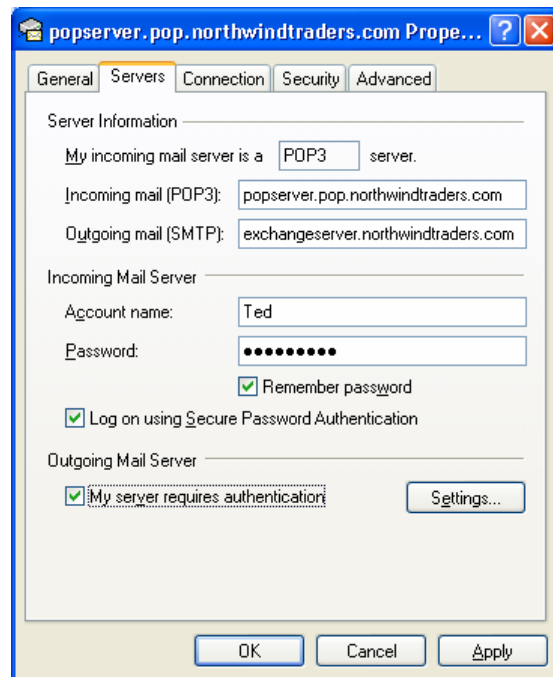 popserver.pop.northwindtraders.com Prope... ?
General Servers Connection Security Advanced
Server Information
My incoming mail server is a POP3 server.
Incoming mail (POP3): popserver.pop.northwindtraders.com
Outgoing mail (SMTP): exchangeserver.northwindtraders.com
Incoming Mail Server
Account name: Ted
Password: ●●●●●●●●●
Remember password
Log on using Secure Password Authentication
Outgoing Mail Server
My server requires authentication Settings...
OK Cancel Apply